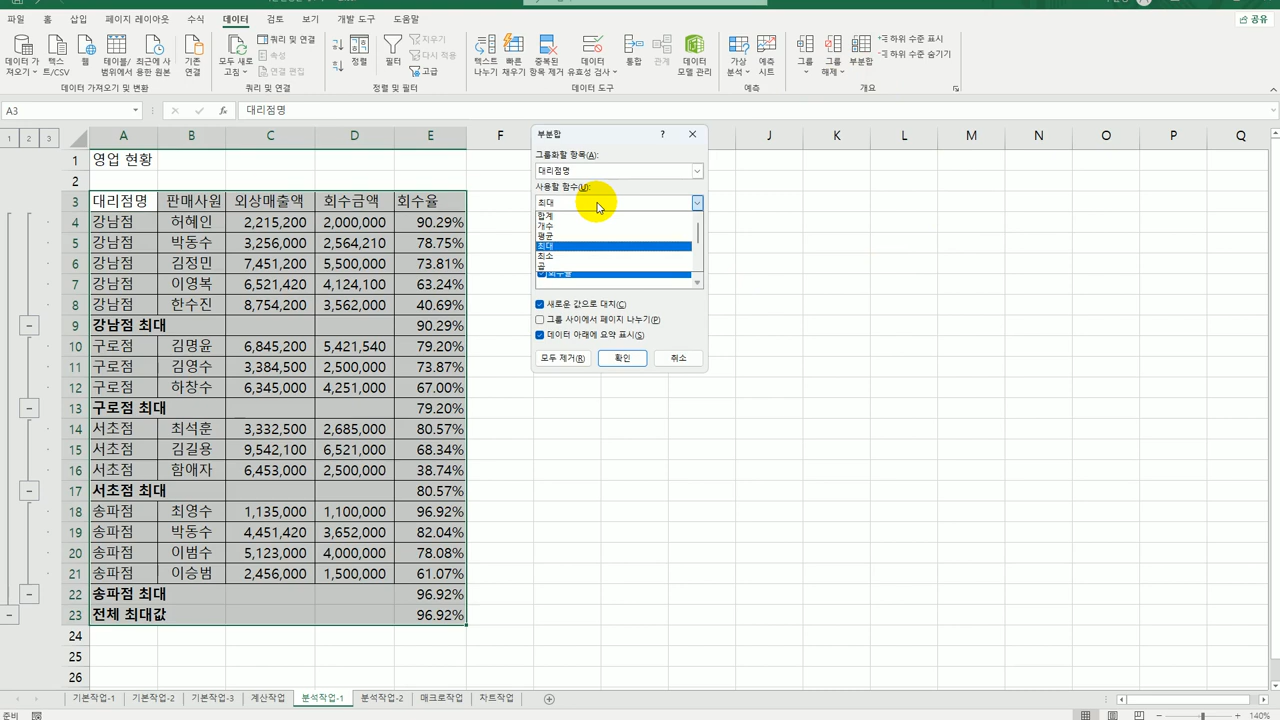 파일 홈 삽입 페이지 레이아웃 수식 데이터 검토 보기 개발 도구 도움말 공유
데이터 가져오기 텍스트/CSV 웹 테이블/범위에서 최근에 사용한 원본 기존 연결
모두 새로 고침 쿼리 및 연결 속성 연결 편집
정렬 필터 지우기 다시 적용 고급
텍스트 나누기 빠른 채우기 중복된 항목 제거 데이터 유효성 검사 통합 관계 데이터 모델 관리
가상 분석 예측 시트 그룹 그룹 해제 부분합 하위 수준 표시 하위 수준 숨기기
데이터 가져오기 및 변환 쿼리 및 연결 정렬 및 필터 데이터 도구 예측 개요
A3 fx 대리점명
1 2 3 A B C D E F J K L M N O P Q
1 영업 현황
2
3 대리점명 판매사원 외상매출액 회수금액 회수율
4 강남점 허혜인 2,215,200 2,000,000 90.29%
5 강남점 박동수 3,256,000 2,564,210 78.75%
6 강남점 김정민 7,451,200 5,500,000 73.81%
7 강남점 이영복 6,521,420 4,124,100 63.24%
8 강남점 한수진 8,754,200 3,562,000 40.69%
9 강남점 최대 90.29%
10 구로점 김명윤 6,845,200 5,421,540 79.20%
11 구로점 김영수 3,384,500 2,500,000 73.87%
12 구로점 하창수 6,345,000 4,251,000 67.00%
13 구로점 최대 79.20%
14 서초점 최석훈 3,332,500 2,685,000 80.57%
15 서초점 김길용 9,542,100 6,521,000 68.34%
16 서초점 함애자 6,453,000 2,500,000 38.74%
17 서초점 최대 80.57%
18 송파점 최영수 1,135,000 1,100,000 96.92%
19 송파점 박동수 4,451,420 3,652,000 82.04%
20 송파점 이범수 5,123,000 4,000,000 78.08%
21 송파점 이승범 2,456,000 1,500,000 61.07%
22 송파점 최대 96.92%
23 전체 최대값 96.92%
24
25
26
부분합 ?
그룹화할 항목(A):
대리점명
사용할 함수(U):
최대
합계
개수
평균
최대
최소
곱
회수율
새로운 값으로 대치(C)
그룹 사이에서 페이지 나누기(P)
데이터 아래에 요약 표시(S)
모두 제거(R) 확인 취소
기본작업-1 기본작업-2 기본작업-3 계산작업 분석작업-1 분석작업-2 매크로작업 차트작업
준비 140%